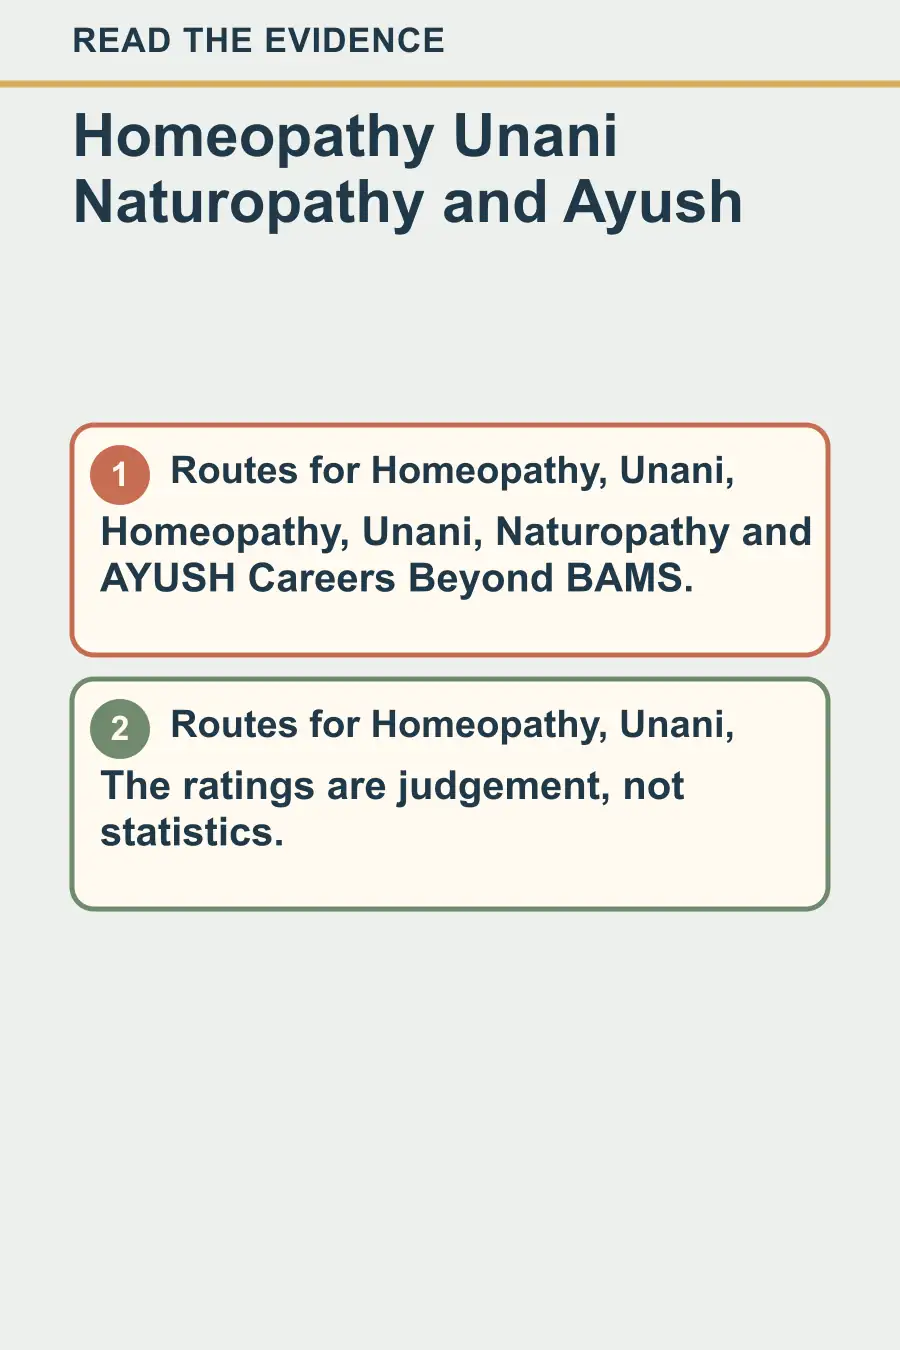 READ THE EVIDENCE
Homeopathy Unani
Naturopathy and Ayush
1 Routes for Homeopathy, Unani,
Homeopathy, Unani, Naturopathy and
AYUSH Careers Beyond BAMS.
2 Routes for Homeopathy, Unani,
The ratings are judgement, not
statistics.